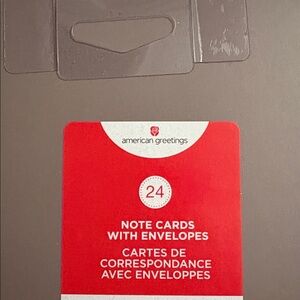 american greetings
24
NOTE CARDS
WITH ENVELOPES
CARTES DE
CORRESPONDANCE
AVEC ENVELOPPES